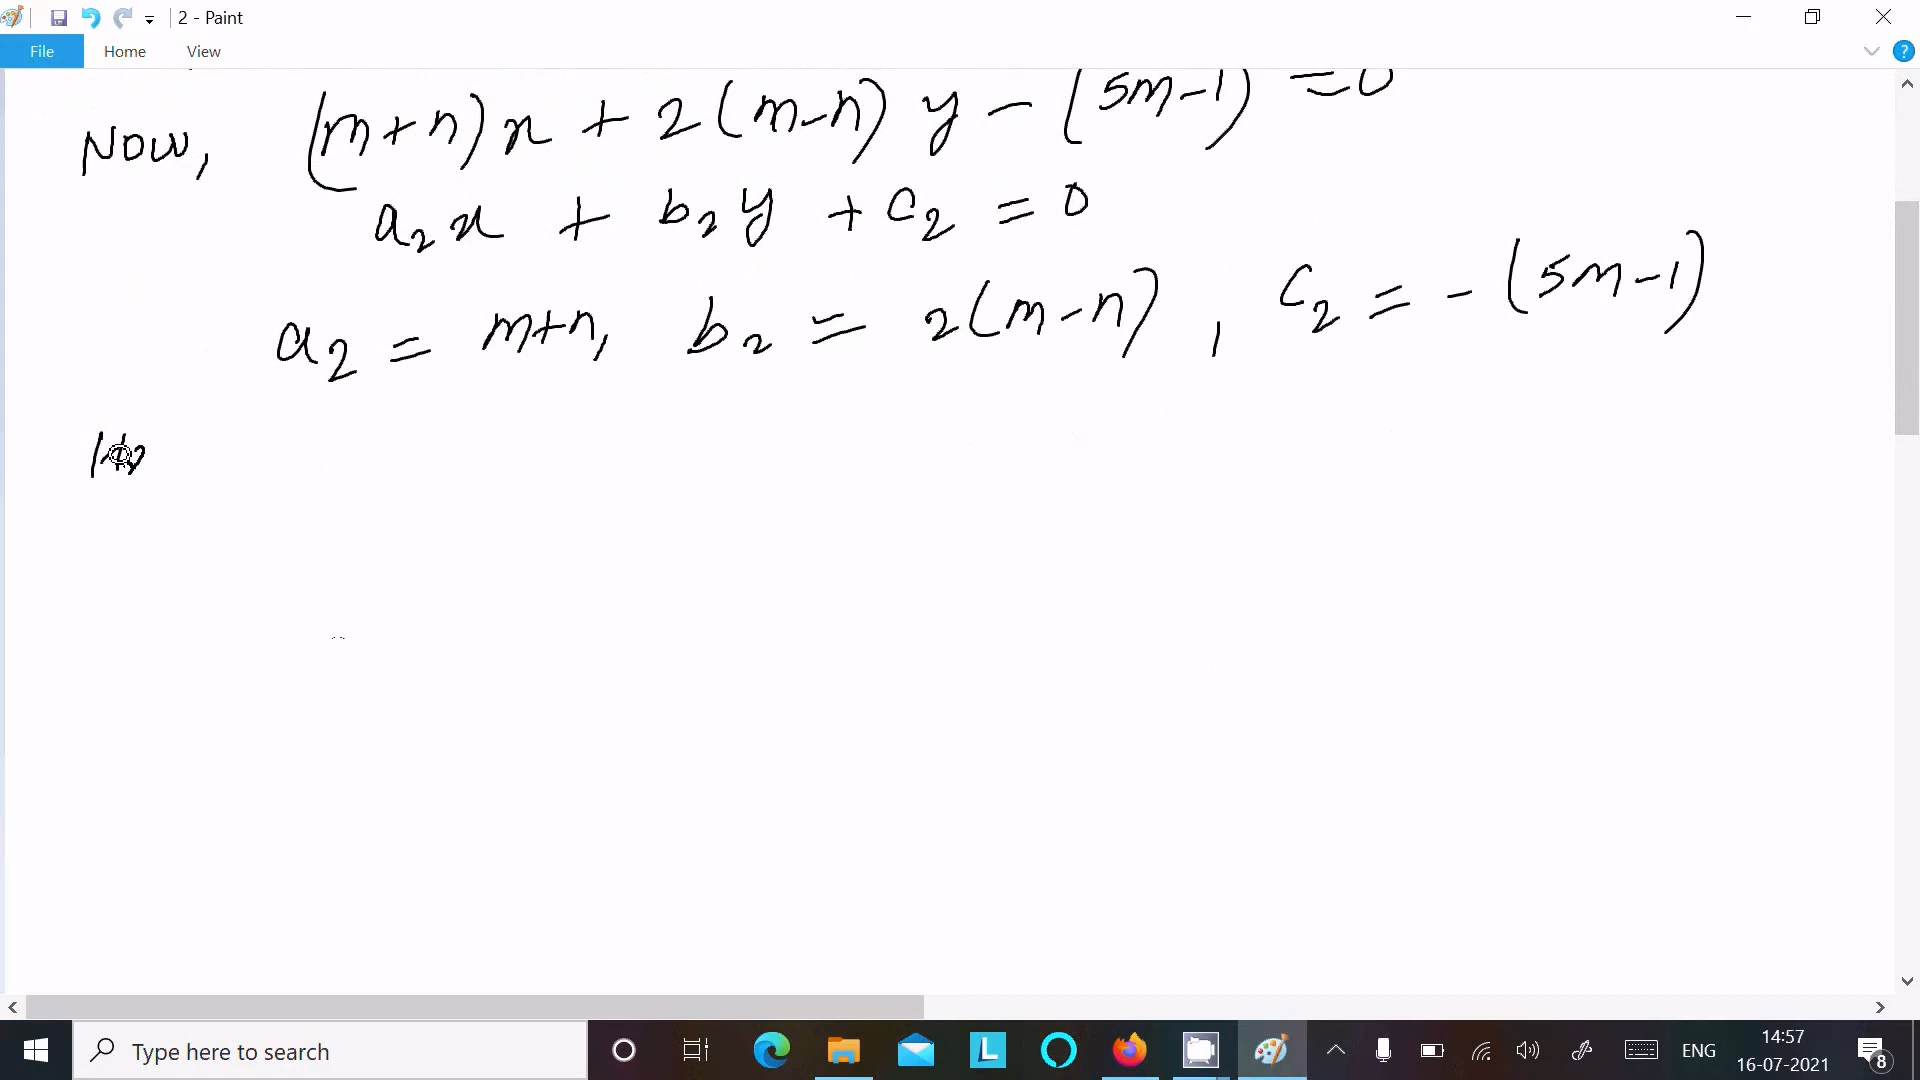 2 - Paint
File Home View
Now, (m+n)x + 2(m-n)y - (5m-1) = 0
a₂x + b₂y + c₂ = 0
a₂ = m+n, b₂ = 2(m-n), c₂ = -(5m-1)
Type here to search
ENG
14:57
16-07-2021
8